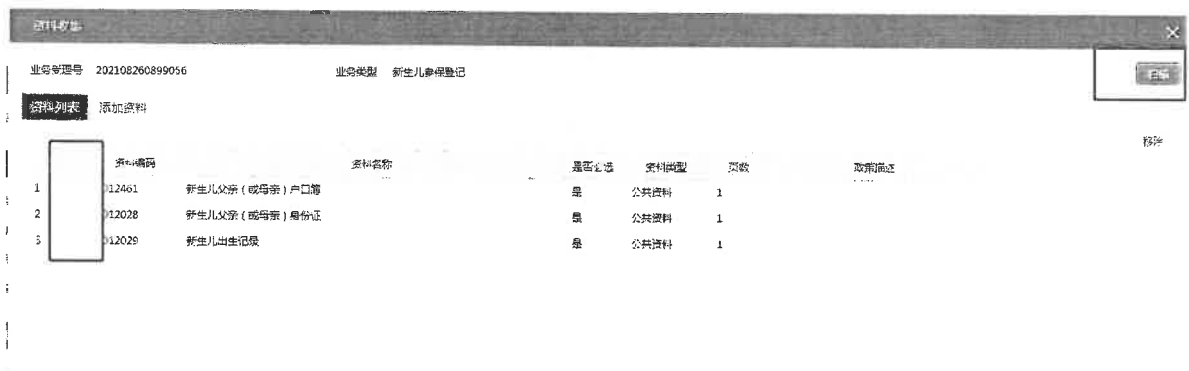 资料收集
业务受理号 202108260899056 业务类型 新生儿参保登记
资料列表 添加资料
移除
资料编码 资料名称 是否必选 资料类型 页数 政策描述
1 012461 新生儿父亲（或母亲）户口簿 是 公共资料 1
2 012028 新生儿父亲（或母亲）身份证 是 公共资料 1
3 012029 新生儿出生记录 是 公共资料 1